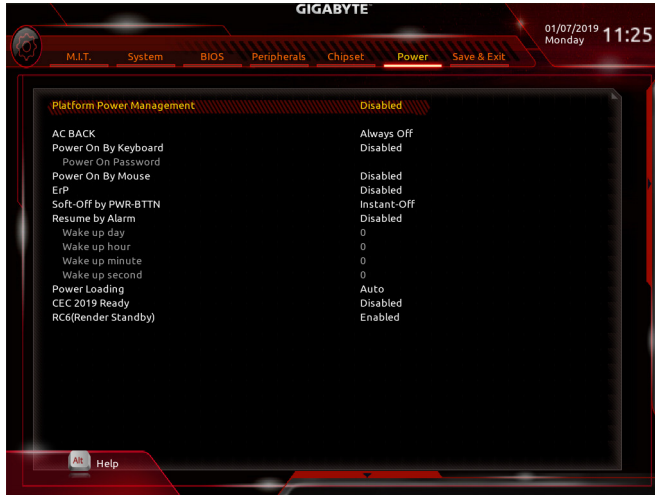 GIGABYTE
01/07/2019
Monday 11:25
M.I.T. System BIOS Peripherals Chipset Power Save & Exit
Platform Power Management Disabled
AC BACK Always Off
Power On By Keyboard Disabled
Power On Password
Power On By Mouse Disabled
ErP Disabled
Soft-Off by PWR-BTTN Instant-Off
Resume by Alarm Disabled
Wake up day 0
Wake up hour 0
Wake up minute 0
Wake up second 0
Power Loading Auto
CEC 2019 Ready Disabled
RC6(Render Standby) Enabled
Alt Help